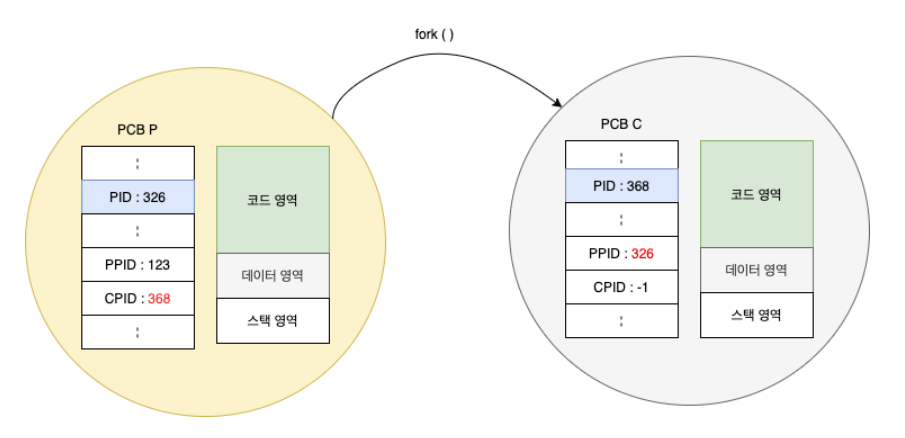 fork ( )
PCB P
⋮
PID : 326
⋮
PPID : 123
CPID : 368
⋮
코드 영역
데이터 영역
스택 영역
PCB C
⋮
PID : 368
⋮
PPID : 326
CPID : -1
⋮
코드 영역
데이터 영역
스택 영역